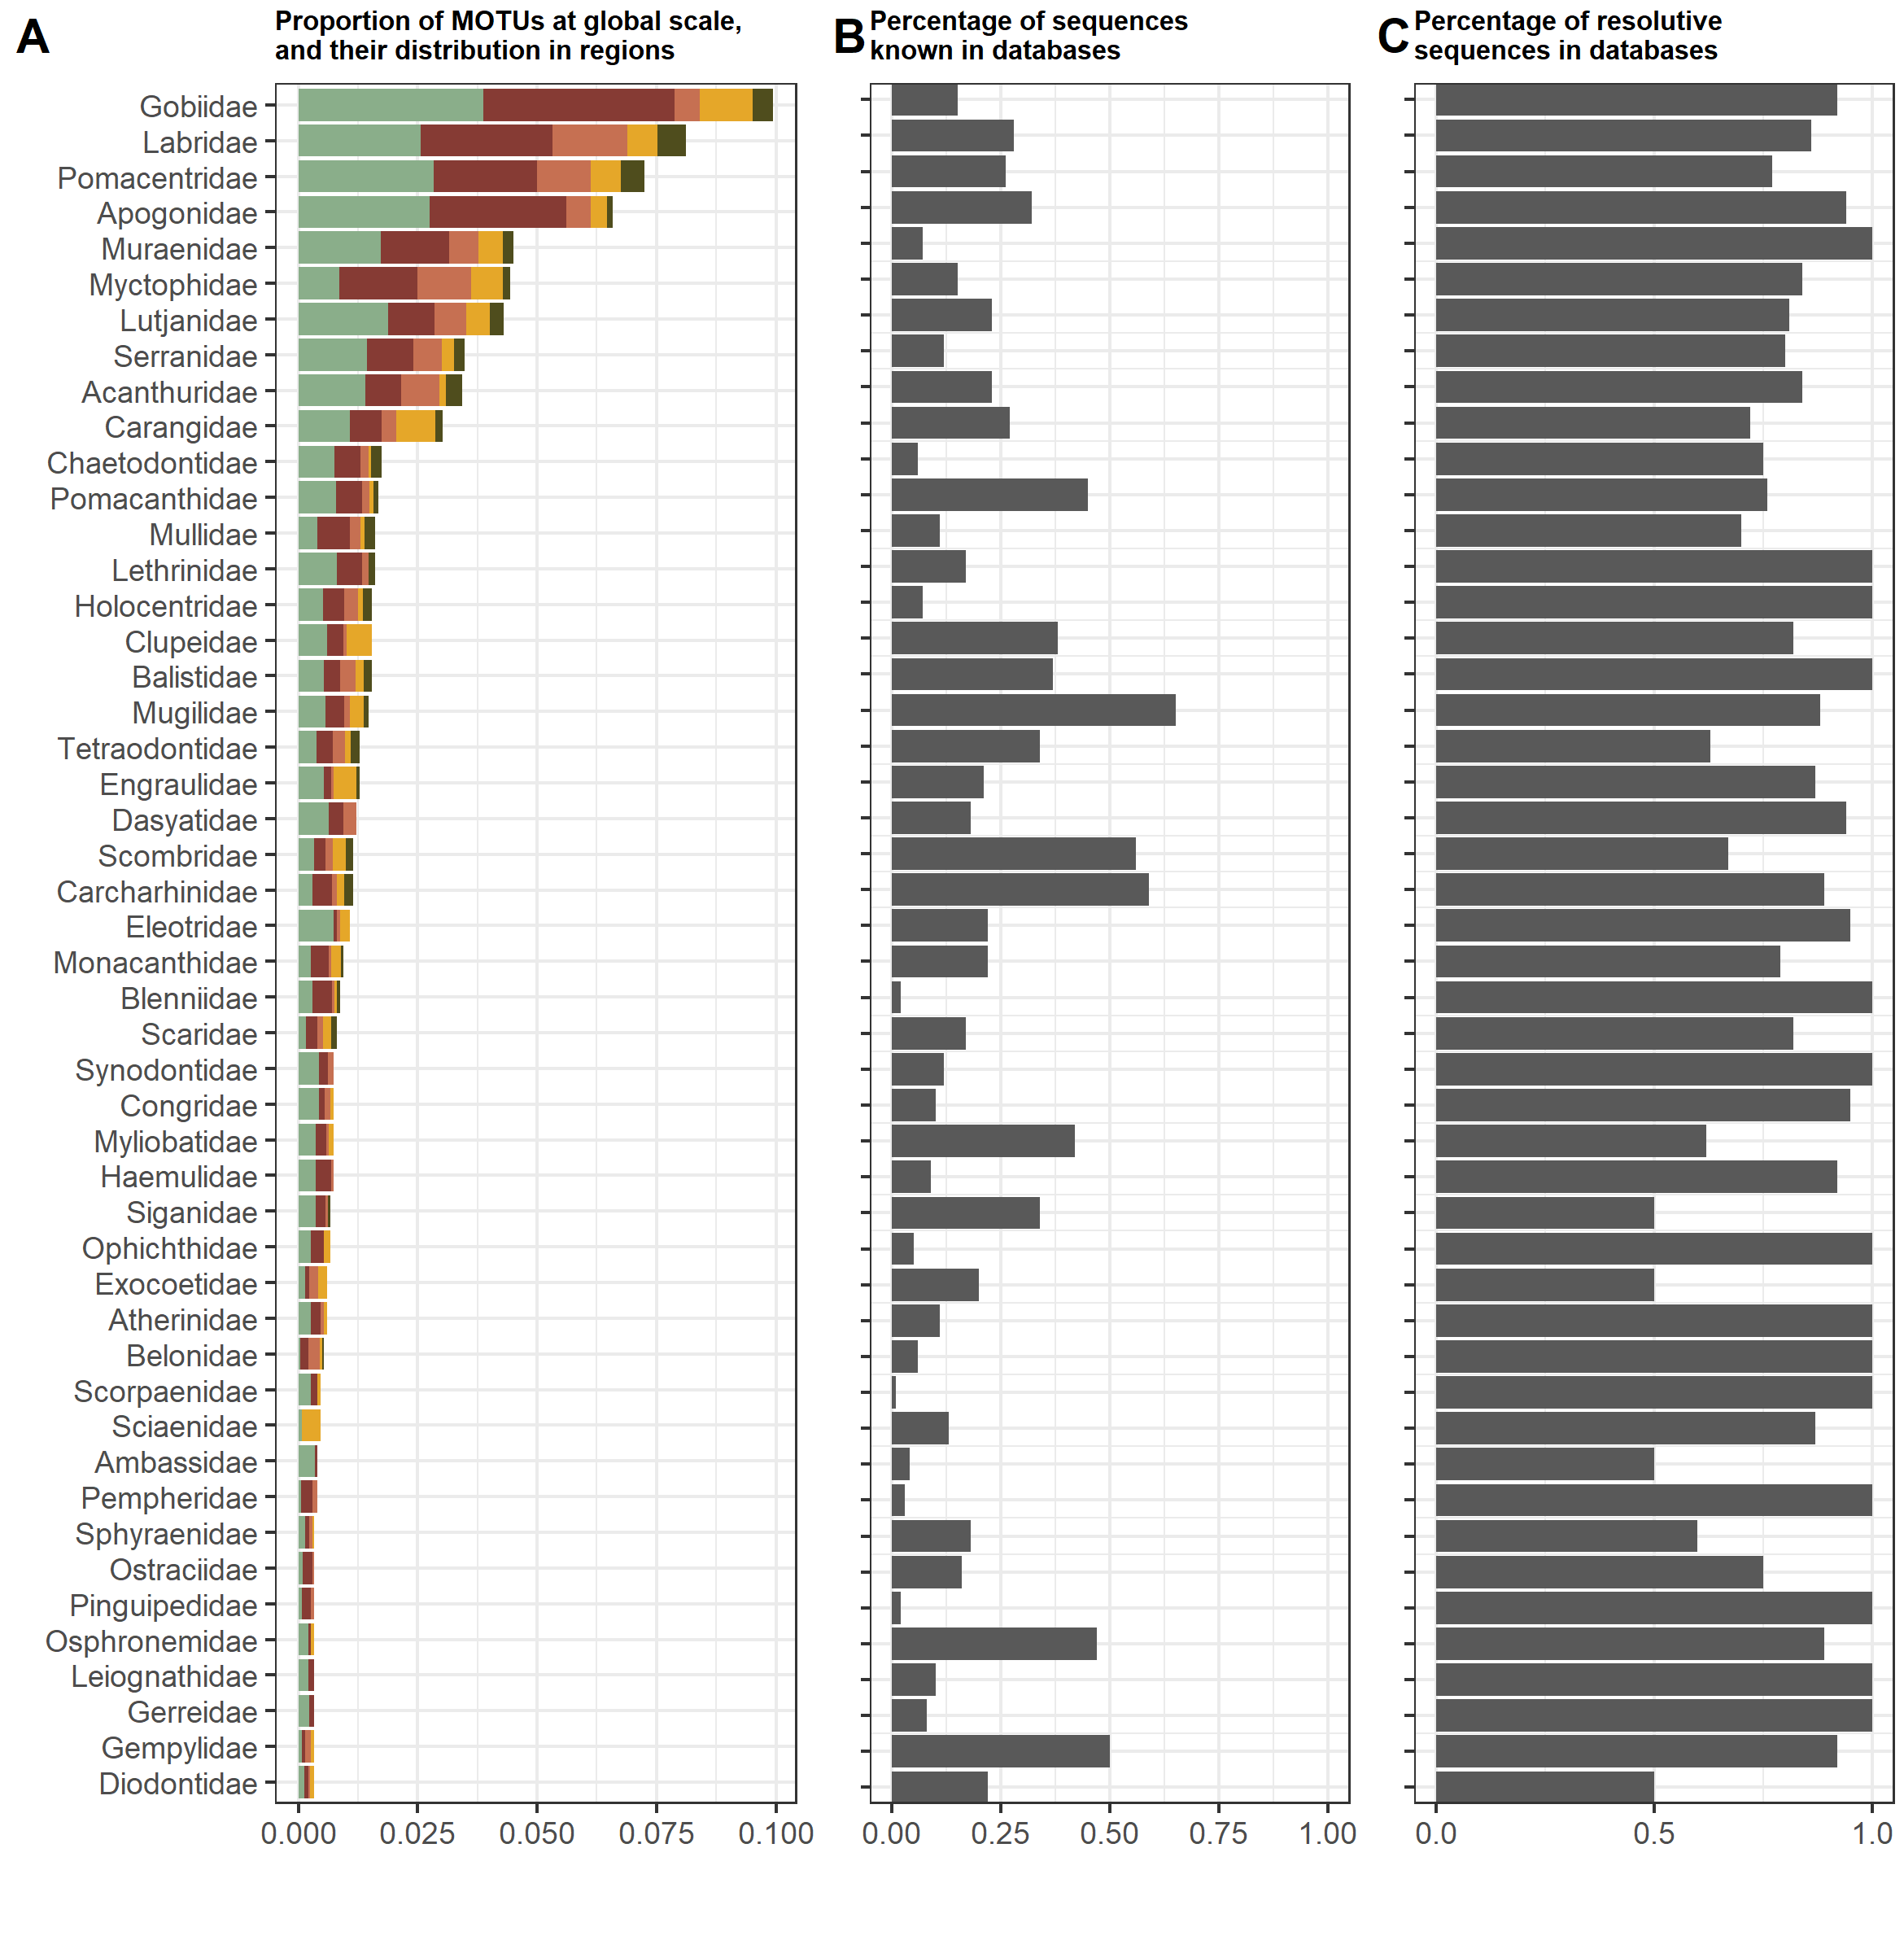 A
Proportion of MOTUs at global scale,
and their distribution in regions
B
Percentage of sequences
known in databases
C
Percentage of resolutive
sequences in databases
Gobiidae
Labridae
Pomacentridae
Apogonidae
Muraenidae
Myctophidae
Lutjanidae
Serranidae
Acanthuridae
Carangidae
Chaetodontidae
Pomacanthidae
Mullidae
Lethrinidae
Holocentridae
Clupeidae
Balistidae
Mugilidae
Tetraodontidae
Engraulidae
Dasyatidae
Scombridae
Carcharhinidae
Eleotridae
Monacanthidae
Blenniidae
Scaridae
Synodontidae
Congridae
Myliobatidae
Haemulidae
Siganidae
Ophichthidae
Exocoetidae
Atherinidae
Belonidae
Scorpaenidae
Sciaenidae
Ambassidae
Pempheridae
Sphyraenidae
Ostraciidae
Pinguipedidae
Osphronemidae
Leiognathidae
Gerreidae
Gempylidae
Diodontidae
0.000 0.025 0.050 0.075 0.100
0.00 0.25 0.50 0.75 1.00
0.0 0.5 1.0